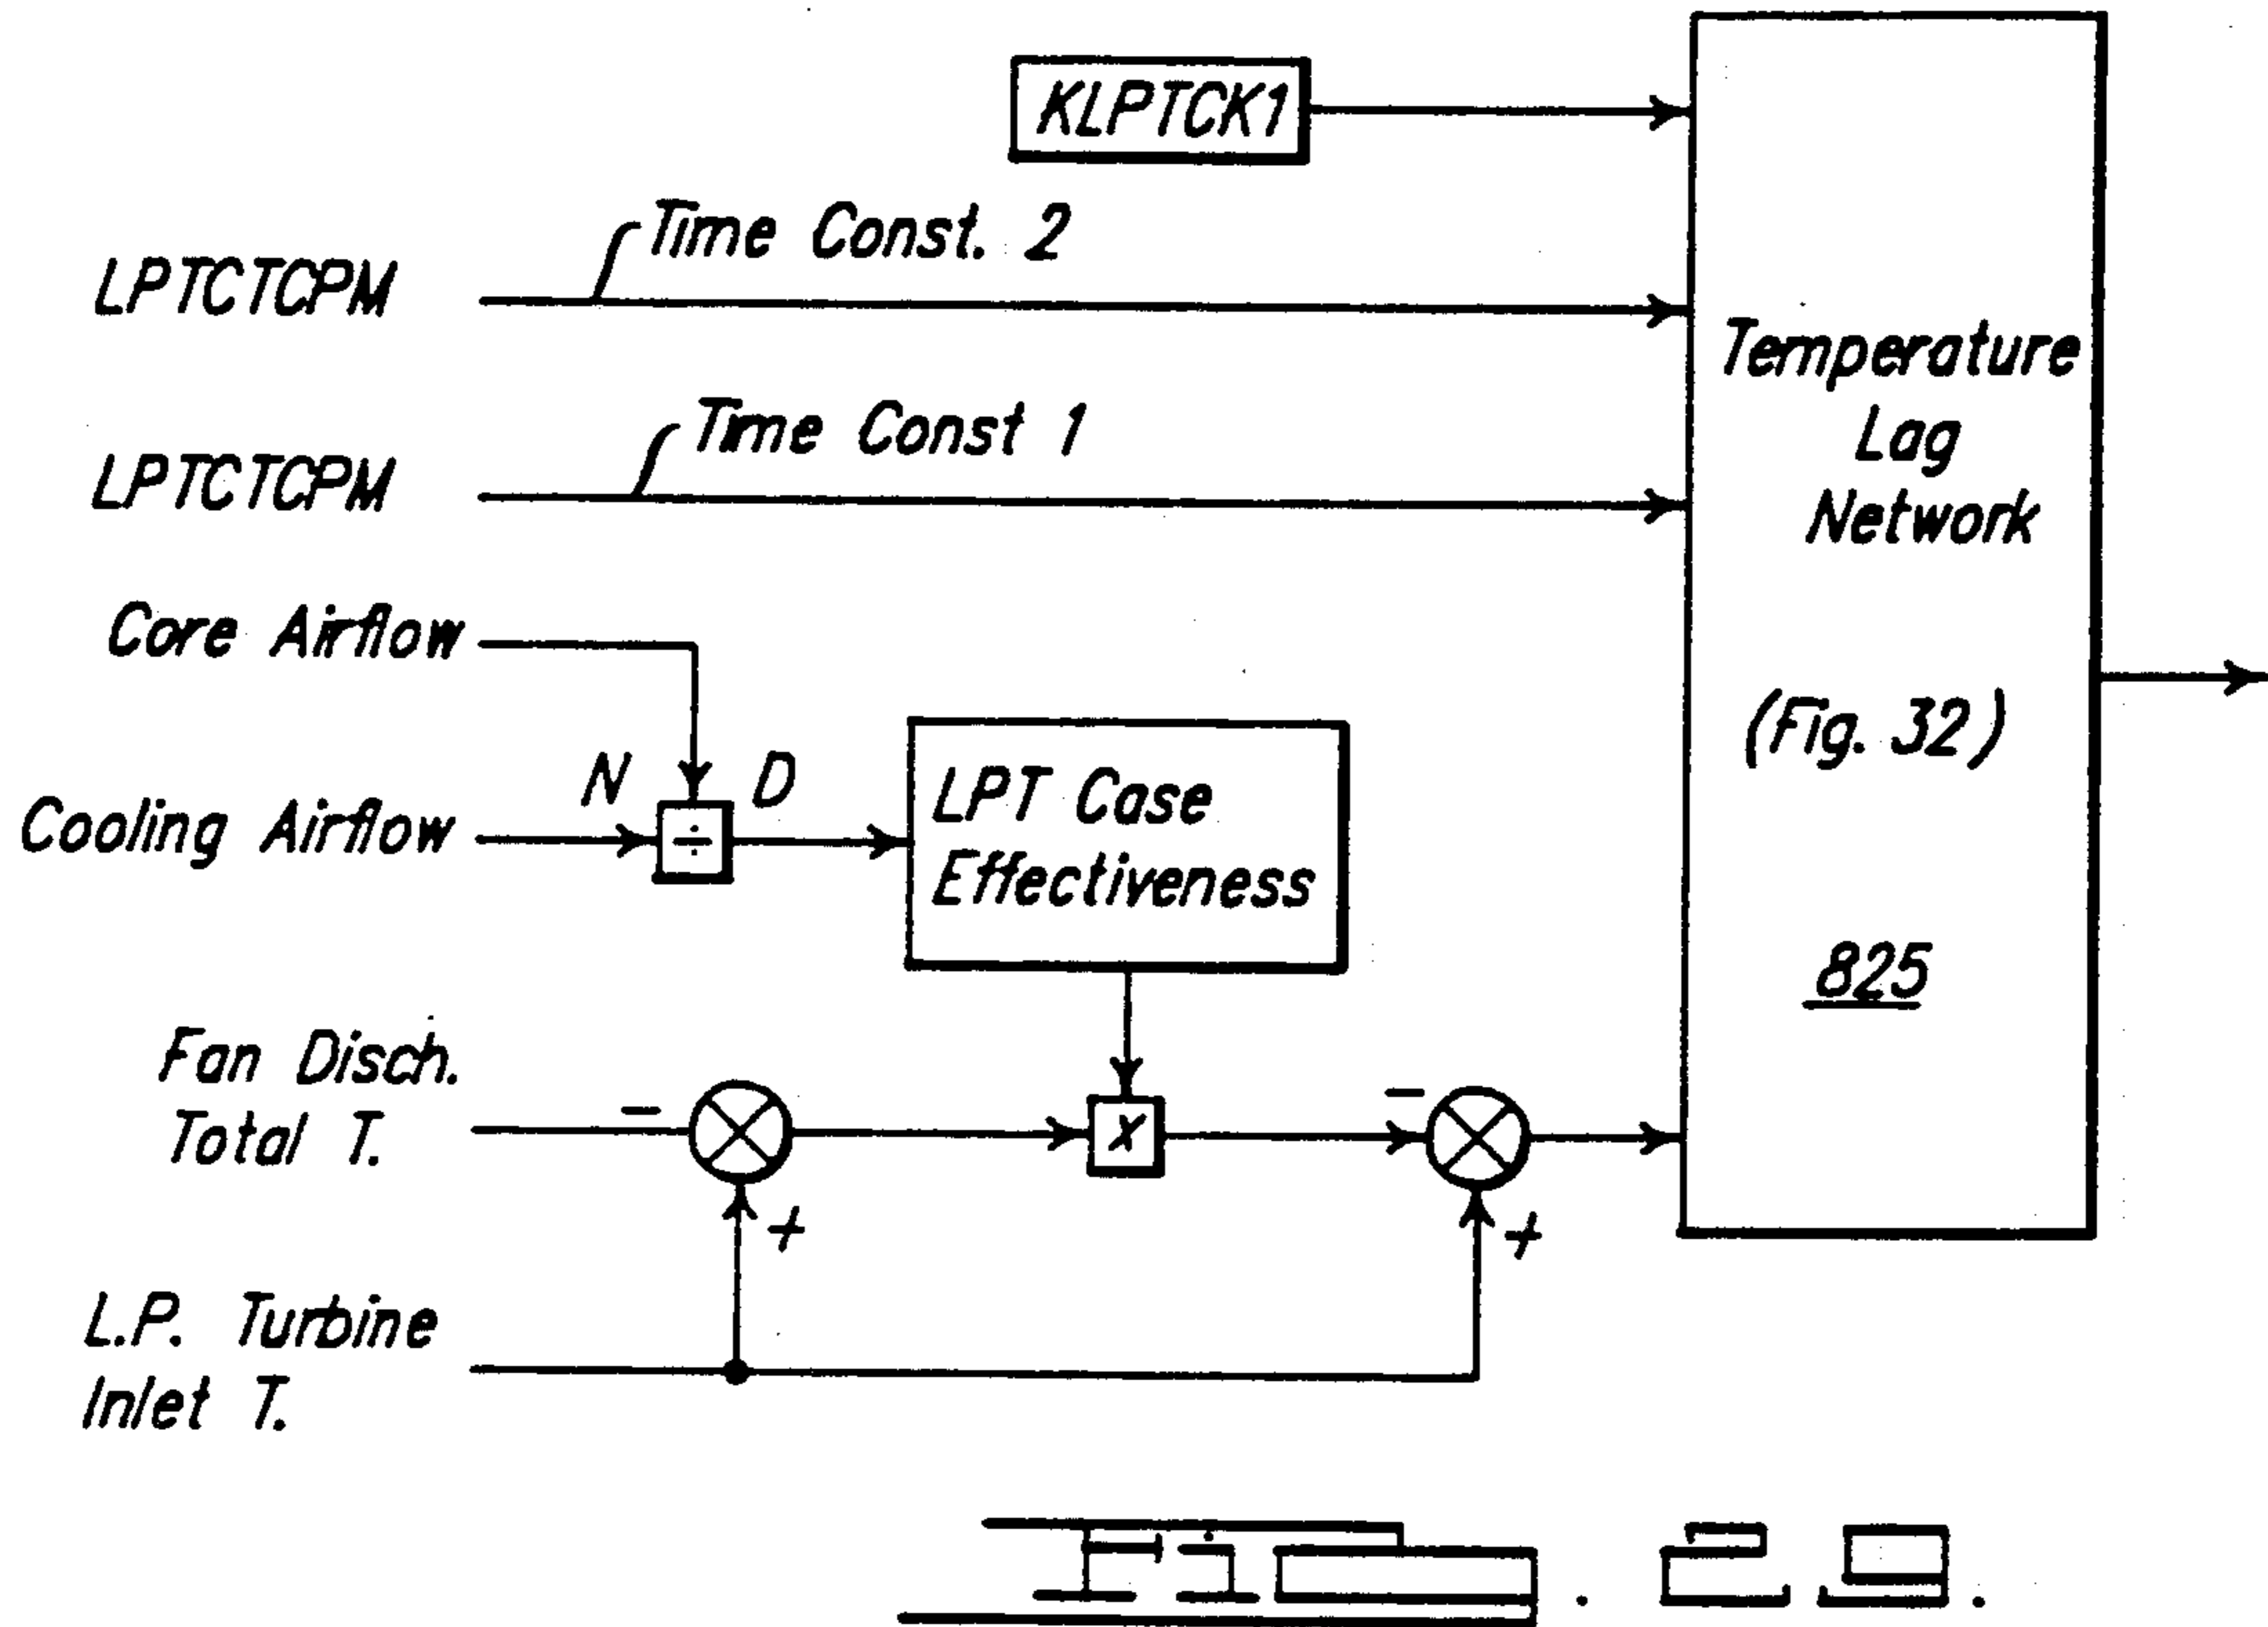 KLPTCK1
Time Const. 2
LPTCTCPM
Time Const 1
LPTCTCPM
Temperature
Lag
Network
(Fig. 32)
825
Core Airflow
N
D
Cooling Airflow
÷
LPT Case
Effectiveness
Fan Disch.
Total T.
-
X
-
+
+
L.P. Turbine
Inlet T.
Fig. 29.